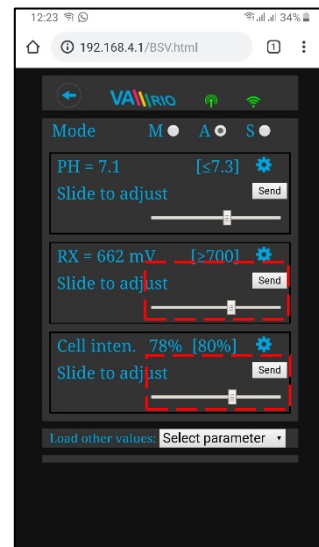 12:23 34%
192.168.4.1/BSV.html 1
VAWRIO
Mode M A S
PH = 7.1 [≤7.3]
Slide to adjust Send
RX = 662 mV [≥700]
Slide to adjust Send
Cell inten. 78% [80%]
Slide to adjust Send
Load other values: Select parameter